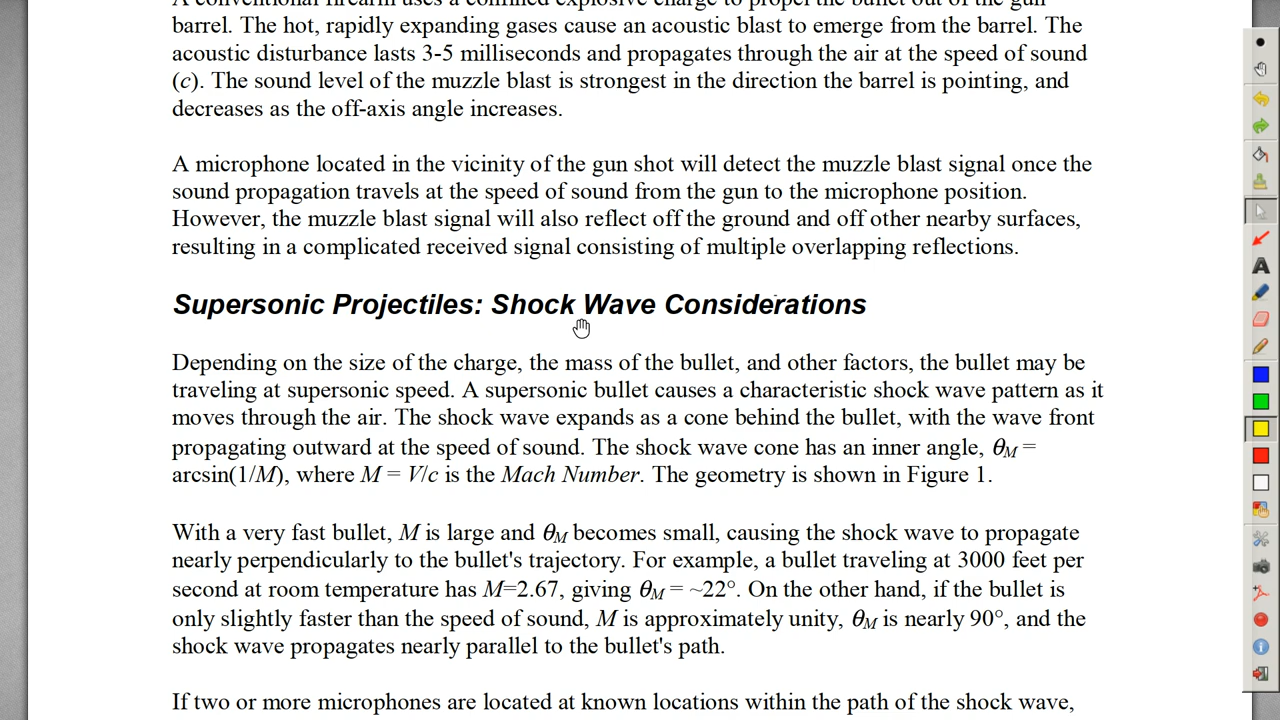 A conventional firearm uses a confined explosive charge to propel the bullet out of the gun
barrel. The hot, rapidly expanding gases cause an acoustic blast to emerge from the barrel. The
acoustic disturbance lasts 3-5 milliseconds and propagates through the air at the speed of sound
(c). The sound level of the muzzle blast is strongest in the direction the barrel is pointing, and
decreases as the off-axis angle increases.
A microphone located in the vicinity of the gun shot will detect the muzzle blast signal once the
sound propagation travels at the speed of sound from the gun to the microphone position.
However, the muzzle blast signal will also reflect off the ground and off other nearby surfaces,
resulting in a complicated received signal consisting of multiple overlapping reflections.
Supersonic Projectiles: Shock Wave Considerations
Depending on the size of the charge, the mass of the bullet, and other factors, the bullet may be
traveling at supersonic speed. A supersonic bullet causes a characteristic shock wave pattern as it
moves through the air. The shock wave expands as a cone behind the bullet, with the wave front
propagating outward at the speed of sound. The shock wave cone has an inner angle, θM =
arcsin(1/M), where M = V/c is the Mach Number. The geometry is shown in Figure 1.
With a very fast bullet, M is large and θM becomes small, causing the shock wave to propagate
nearly perpendicularly to the bullet's trajectory. For example, a bullet traveling at 3000 feet per
second at room temperature has M=2.67, giving θM = ~22°. On the other hand, if the bullet is
only slightly faster than the speed of sound, M is approximately unity, θM is nearly 90°, and the
shock wave propagates nearly parallel to the bullet's path.
If two or more microphones are located at known locations within the path of the shock wave,